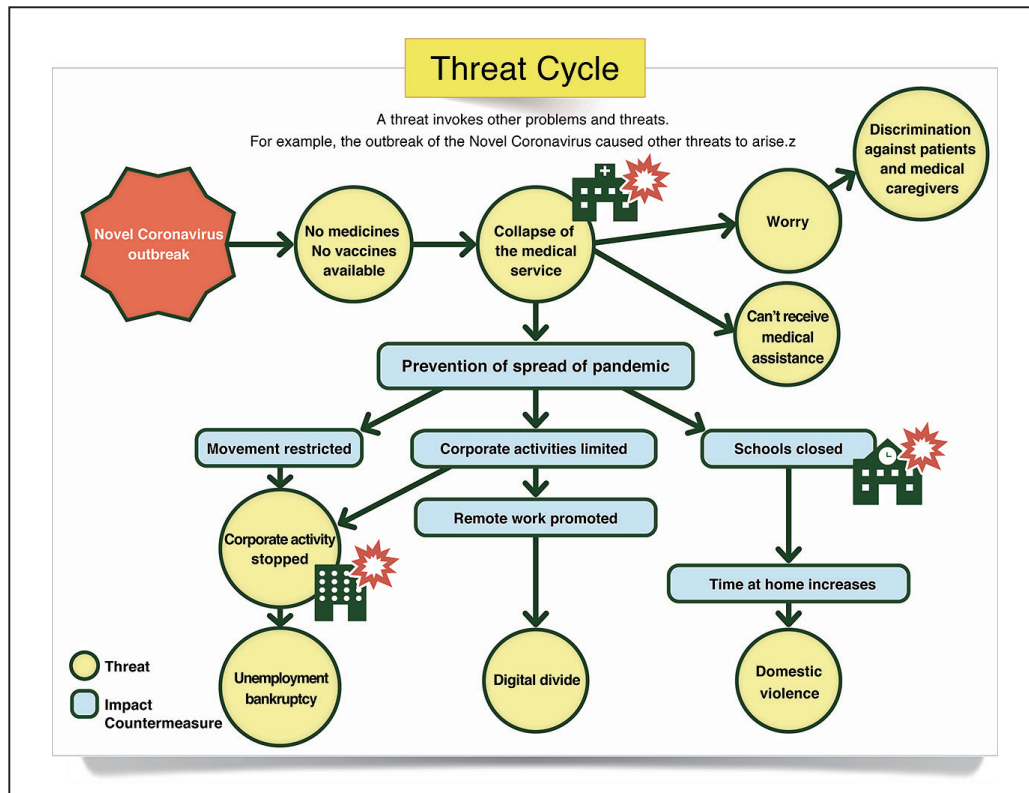 Threat Cycle
A threat invokes other problems and threats.
For example, the outbreak of the Novel Coronavirus caused other threats to arise.z
Discrimination
against patients
and medical
caregivers
Novel Coronavirus
outbreak
No medicines
No vaccines
available
Collapse of
the medical
service
Worry
Can't receive
medical
assistance
Prevention of spread of pandemic
Movement restricted
Corporate activities limited
Schools closed
Corporate activity
stopped
Remote work promoted
Time at home increases
Unemployment
bankruptcy
Digital divide
Domestic
violence
Threat
Impact
Countermeasure